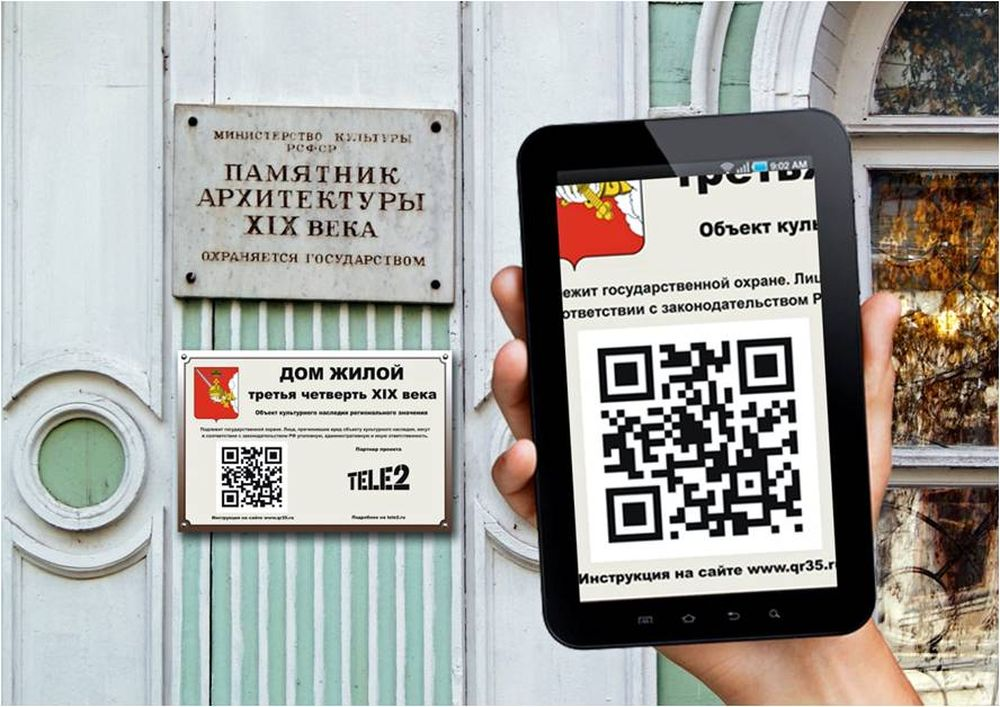 МИНИСТЕРСТВО КУЛЬТУРЫ
РСФСР
ПАМЯТНИК
АРХИТЕКТУРЫ
XIX ВЕКА
ОХРАНЯЕТСЯ ГОСУДАРСТВОМ
ДОМ ЖИЛОЙ
третья четверть XIX века
Объект культурного наследия регионального значения
Подлежит государственной охране. Лица, причинившие вред объекту культурного наследия, несут
в соответствии с законодательством РФ уголовную, административную и иную ответственность.
Партнер проекта
TELE2
Инструкция на сайте www.qr35.ru
Подробнее на tele2.ru
9:02 AM
третья
Объект куль
ежит государственной охране. Лиц
ответствии с законодательством Р
Инструкция на сайте www.qr35.ru